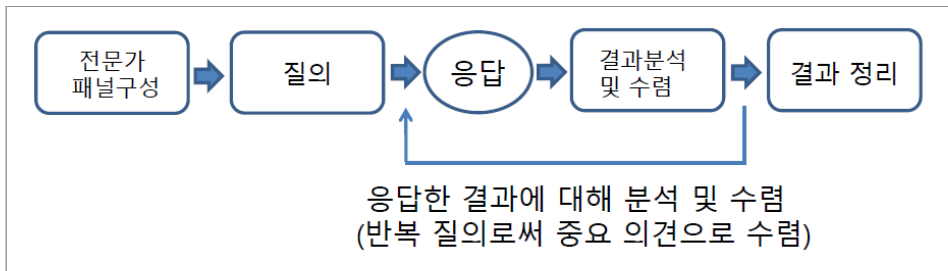 전문가
패널구성
질의
응답
결과분석
및 수렴
결과 정리
응답한 결과에 대해 분석 및 수렴
(반복 질의로써 중요 의견으로 수렴)